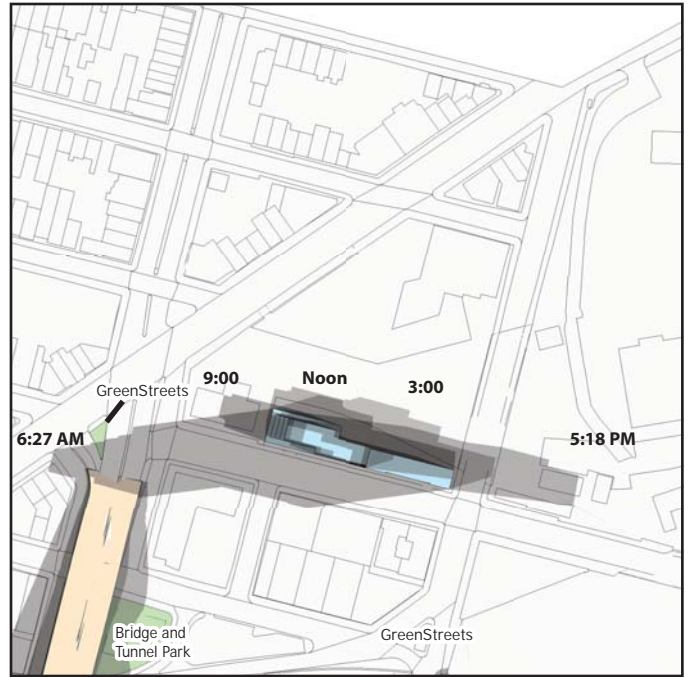 9:00
Noon
3:00
GreenStreets
6:27 AM
5:18 PM
Bridge and
Tunnel Park
GreenStreets